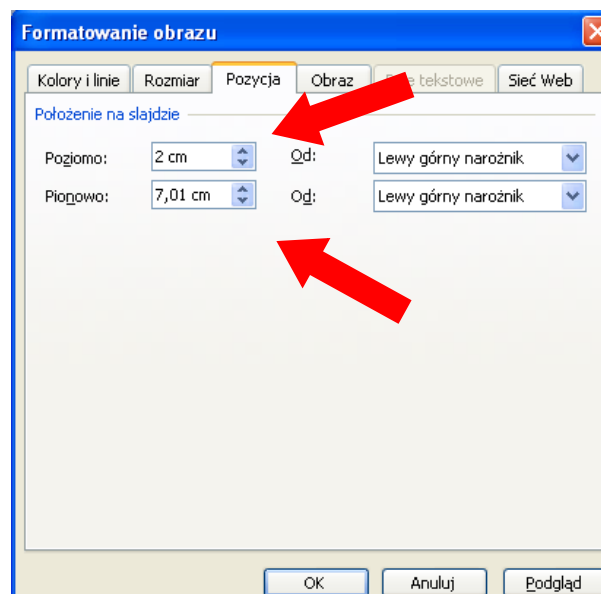 Formatowanie obrazu
Kolory i linie Rozmiar Pozycja Obraz tekstowe Sieć Web
Położenie na slajdzie
Poziomo: 2 cm Od: Lewy górny narożnik
Pionowo: 7,01 cm Od: Lewy górny narożnik
OK Anuluj Podgląd